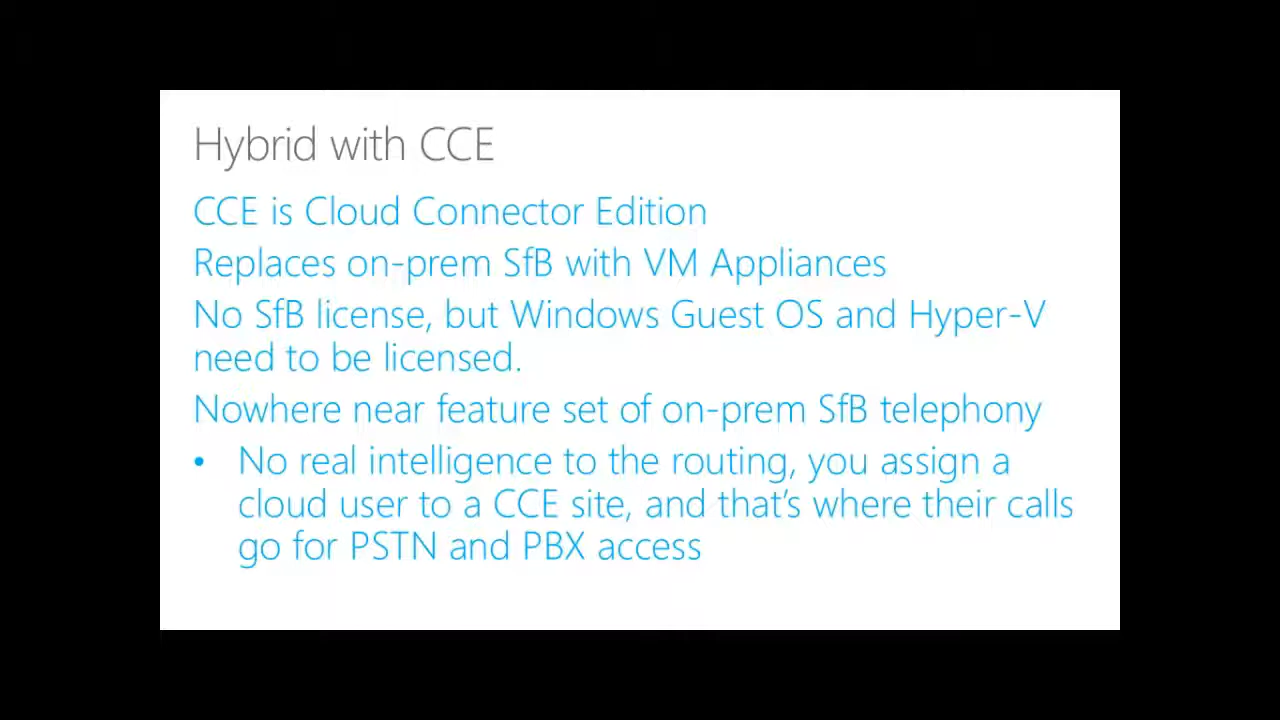 Hybrid with CCE
CCE is Cloud Connector Edition
Replaces on-prem SfB with VM Appliances
No SfB license, but Windows Guest OS and Hyper-V
need to be licensed.
Nowhere near feature set of on-prem SfB telephony
• No real intelligence to the routing, you assign a
cloud user to a CCE site, and that's where their calls
go for PSTN and PBX access